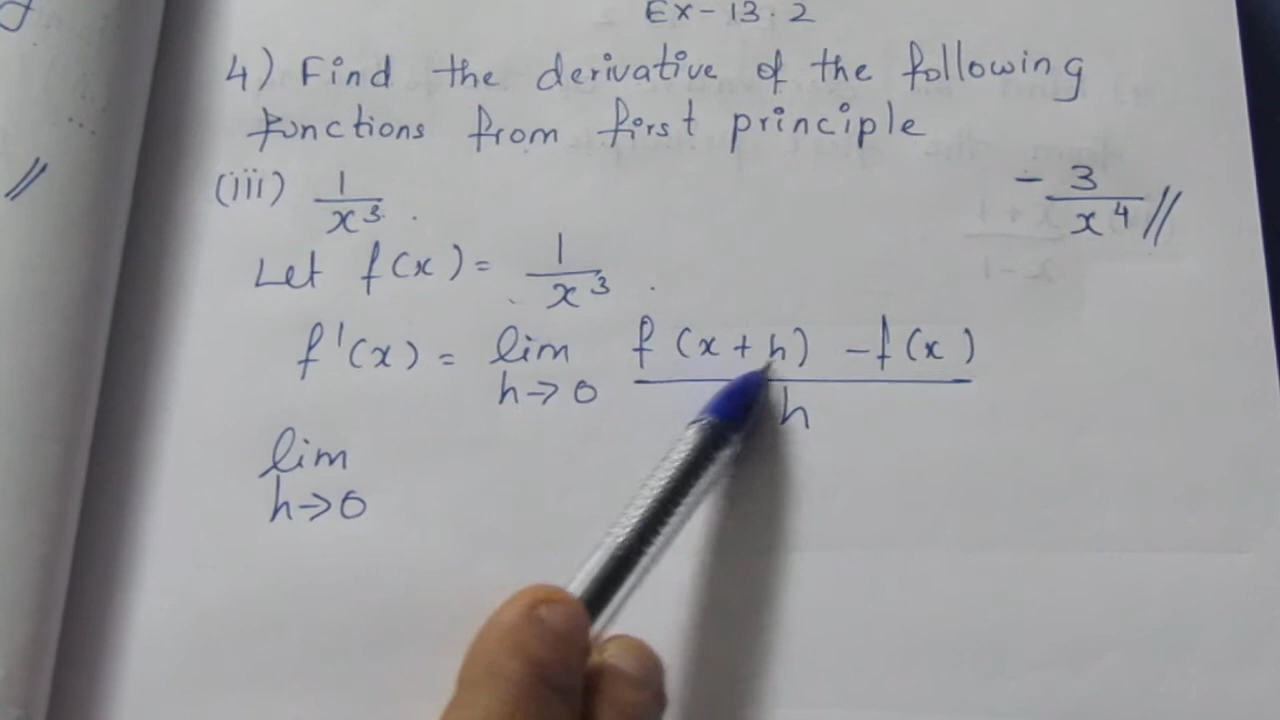 Ex-13.2
4) Find the derivative of the following
functions from first principle
(iii) 1/x³ .
- 3/x⁴ //
Let f(x) = 1/x³ .
f'(x) = lim h→0 f(x+h) - f(x) / h
lim
h→0
//